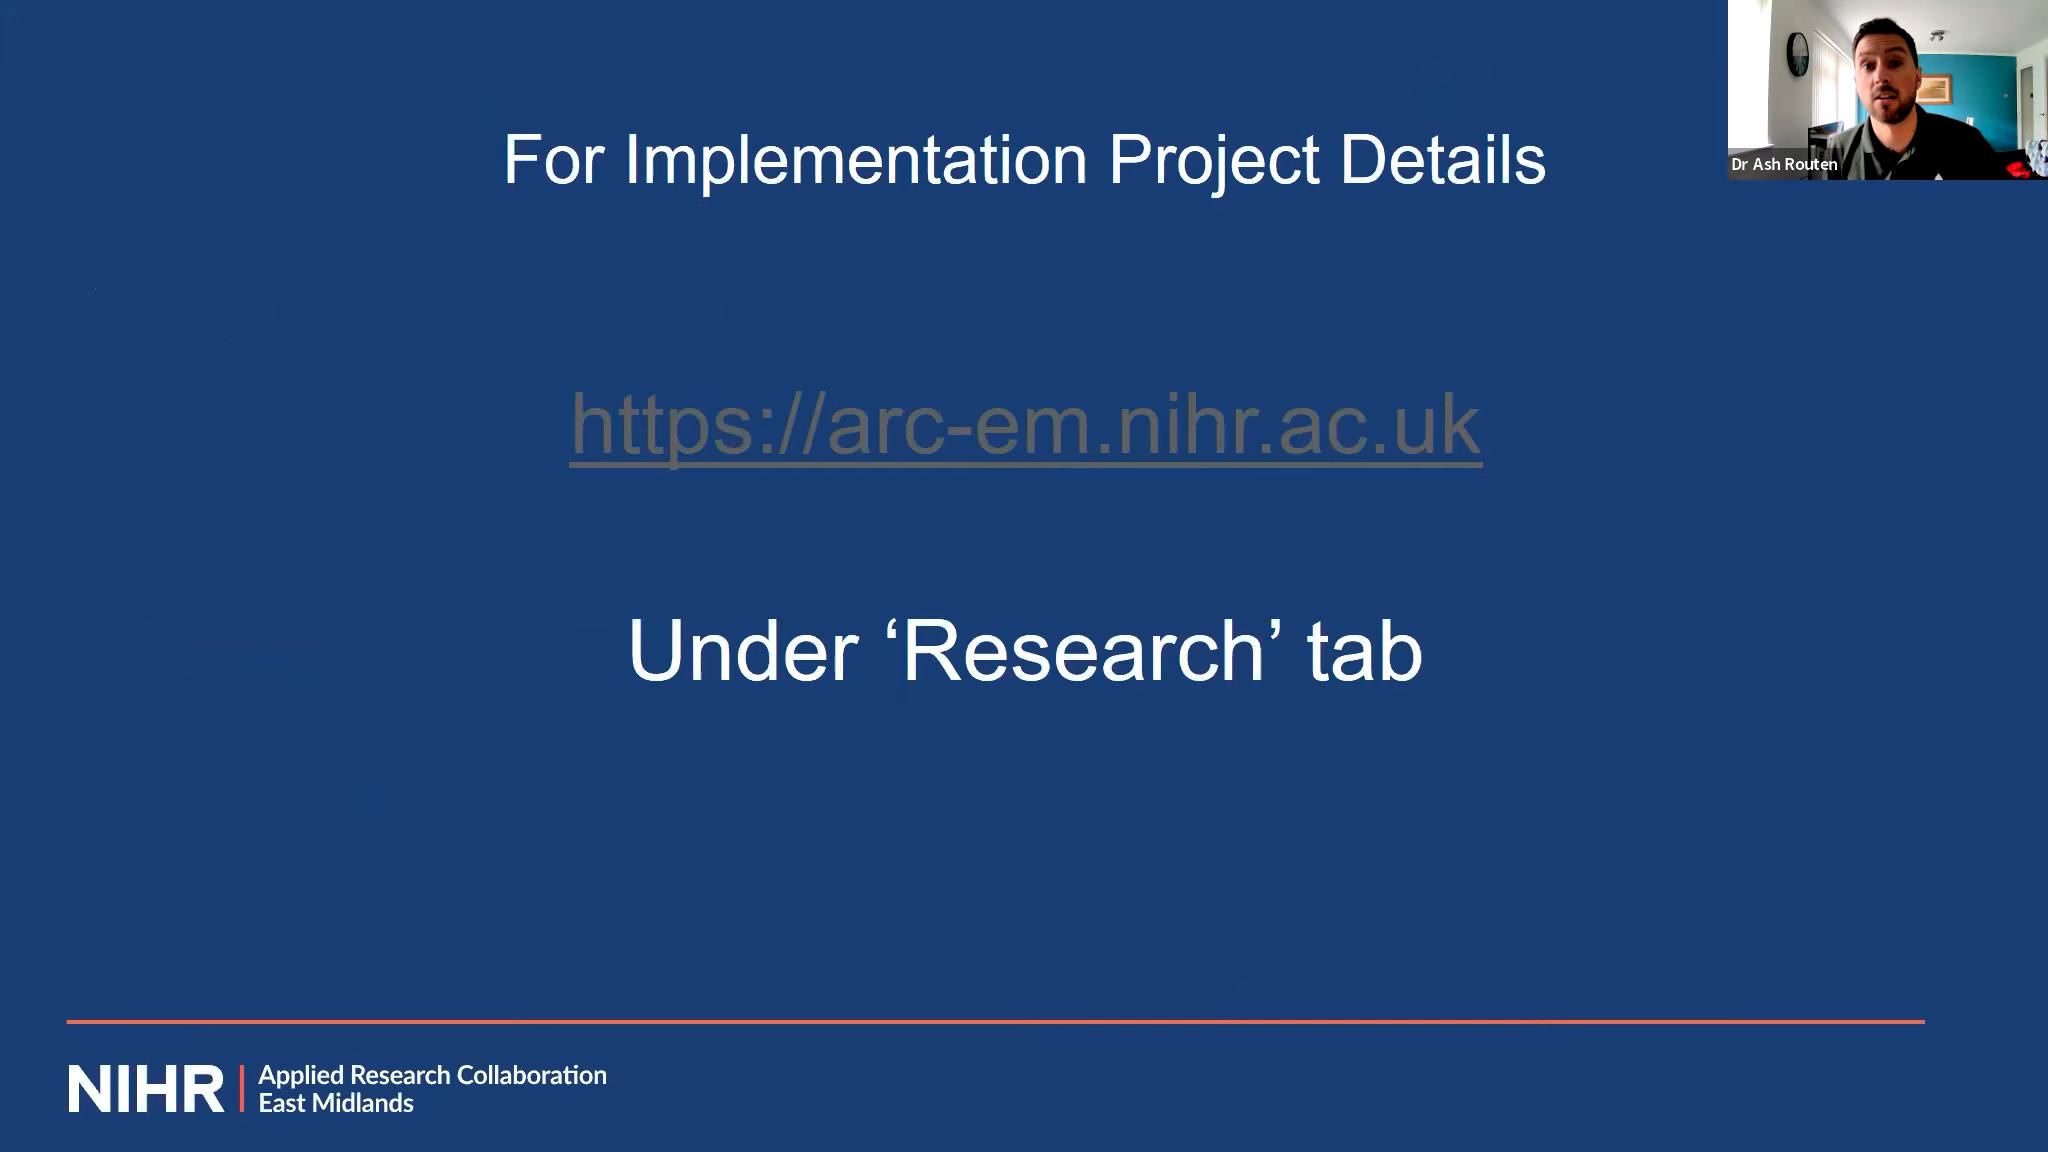 For Implementation Project Details
Dr Ash Routen
https://arc-em.nihr.ac.uk
Under ‘Research’ tab
NIHR
Applied Research Collaboration
East Midlands